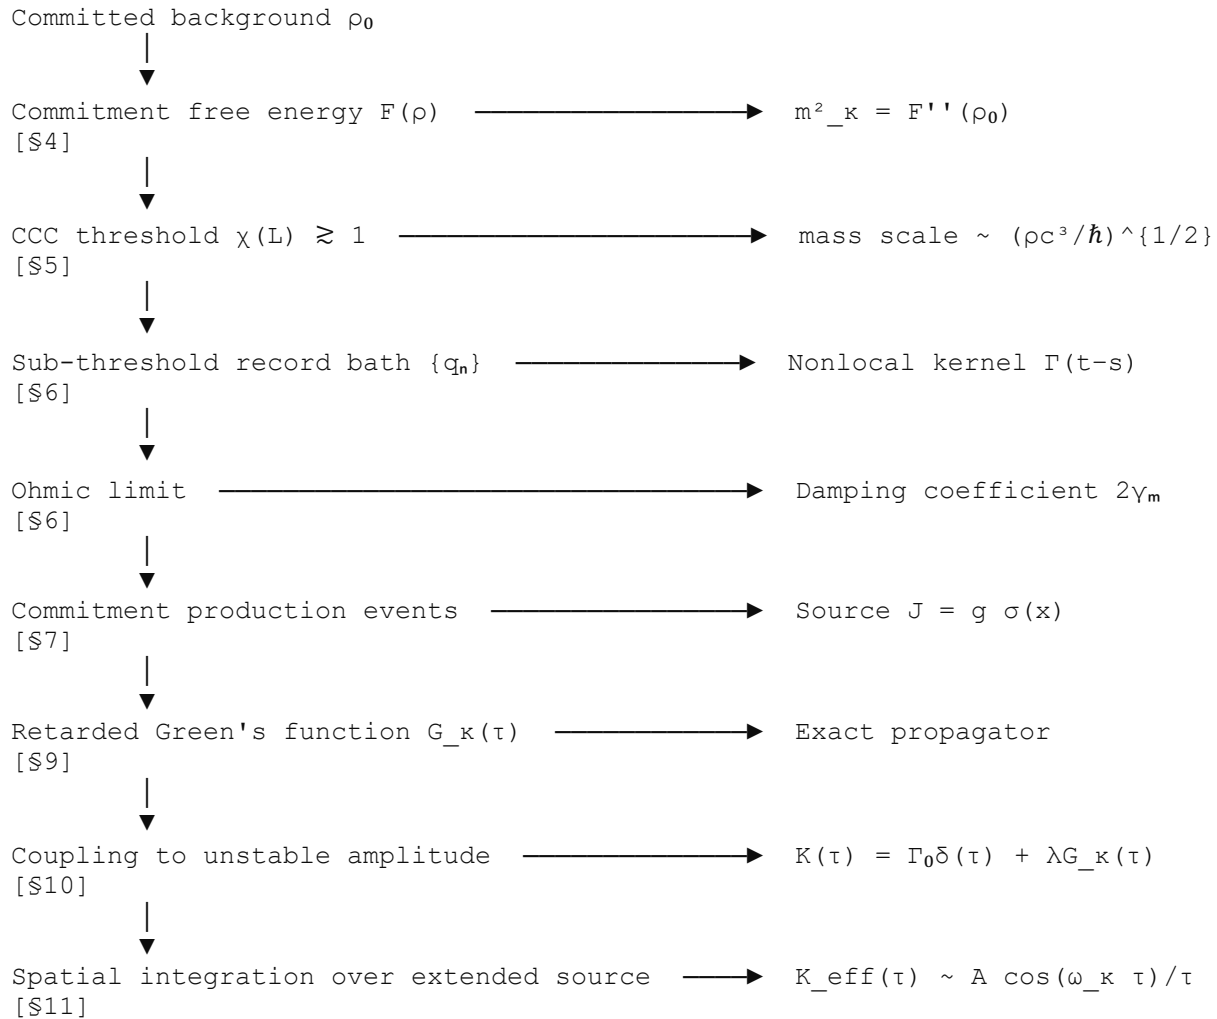 Committed background ρ₀
Commitment free energy F(ρ) ───────────► m²_κ = F''(ρ₀)
[§4]
CCC threshold χ(L) ≳ 1 ───────────► mass scale ~ (ρc³/ℏ)^{1/2}
[§5]
Sub-threshold record bath {qₙ} ───────────► Nonlocal kernel Γ(t−s)
[§6]
Ohmic limit ───────────► Damping coefficient 2γₘ
[§6]
Commitment production events ───────────► Source J = g σ(x)
[§7]
Retarded Green's function G_κ(τ) ───────────► Exact propagator
[§9]
Coupling to unstable amplitude ───────────► K(τ) = Γ₀δ(τ) + λG_κ(τ)
[§10]
Spatial integration over extended source ───► K_eff(τ) ~ A cos(ω_κ τ)/τ
[§11]